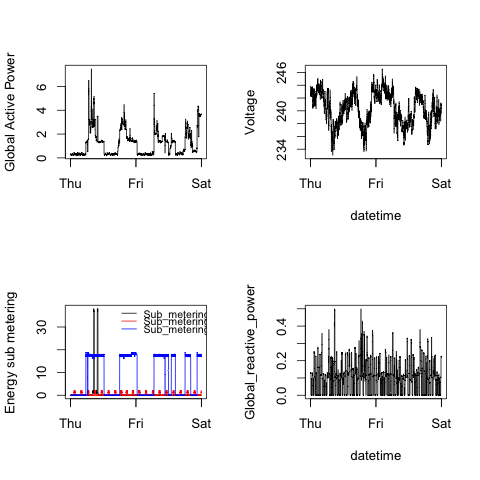 Global Active Power
6
4
2
0
Thu Fri Sat
Voltage
246
240
234
Thu Fri Sat
datetime
Energy sub metering
30
10
0
Sub_metering
Sub_metering
Sub_metering
Thu Fri Sat
Global_reactive_power
0.4
0.2
0.0
Thu Fri Sat
datetime